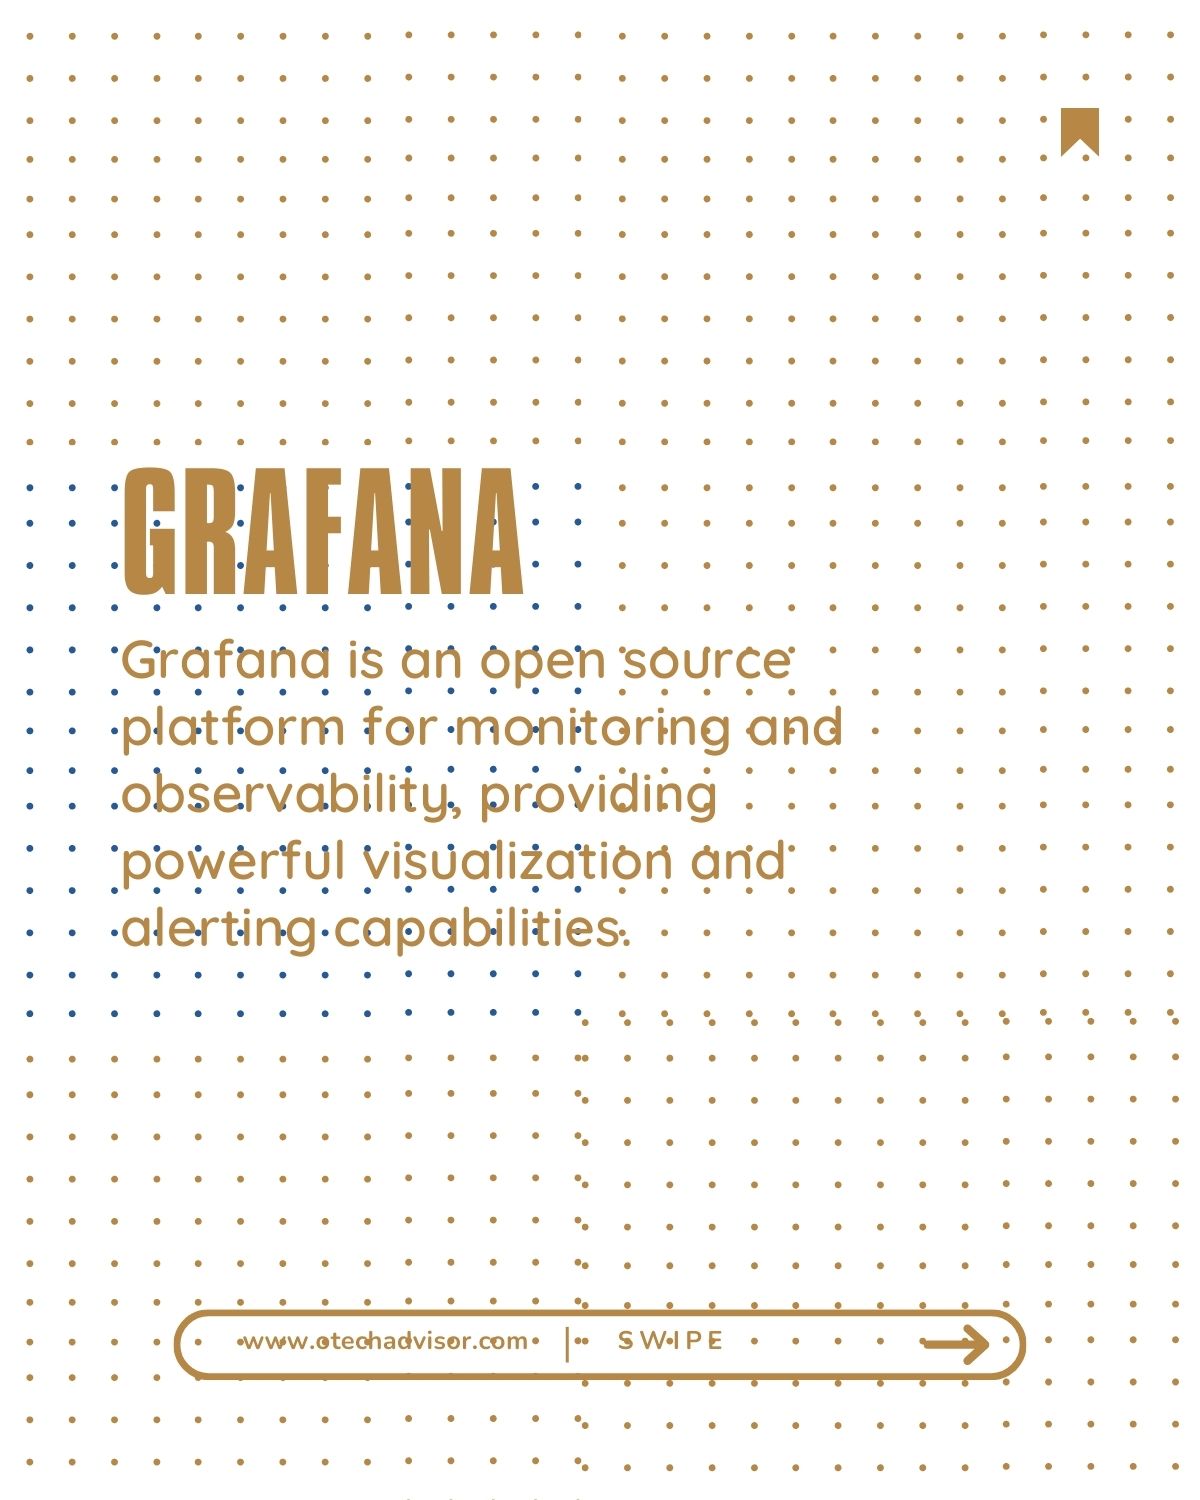 GRAFANA
Grafana is an open source
platform for monitoring and
observability, providing
powerful visualization and
alerting capabilities.
www.otechadvisor.com | SWIPE